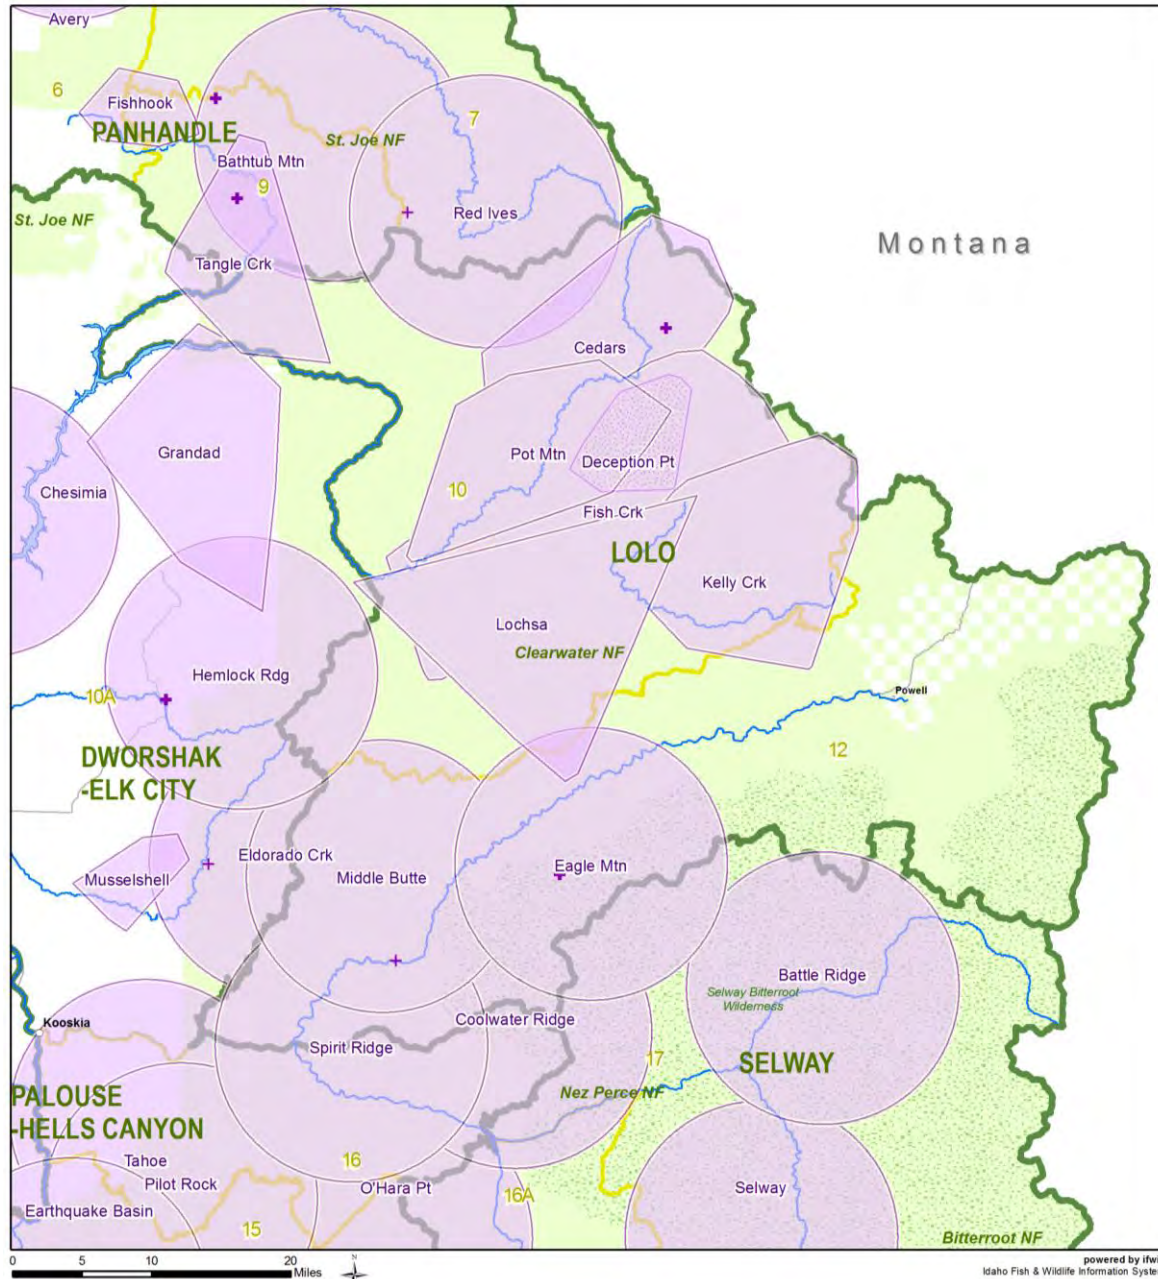 Avery
6
Fishhook
PANHANDLE
7
St. Joe NF
Bathtub Mtn
9
Red Ives
St. Joe NF
Montana
Tangle Crk
Cedars
Grandad
Pot Mtn
Deception Pt
Chesimia
10
Fish Crk
LOLO
Kelly Crk
Lochsa
Clearwater NF
Hemlock Rdg
10A
Powell
12
DWORSHAK
-ELK CITY
Eldorado Crk
Eagle Mtn
Musselshell
Middle Butte
Battle Ridge
Selway Bitterroot
Wilderness
Kooskia
Coolwater Ridge
Spirit Ridge
17
SELWAY
Nez Perce NF
PALOUSE
-HELLS CANYON
Tahoe
16
Pilot Rock
O'Hara Pt
16A
Selway
Earthquake Basin
15
Bitterroot NF
0 5 10 20
Miles
N
powered by ifwi
Idaho Fish & Wildlife Information Syste